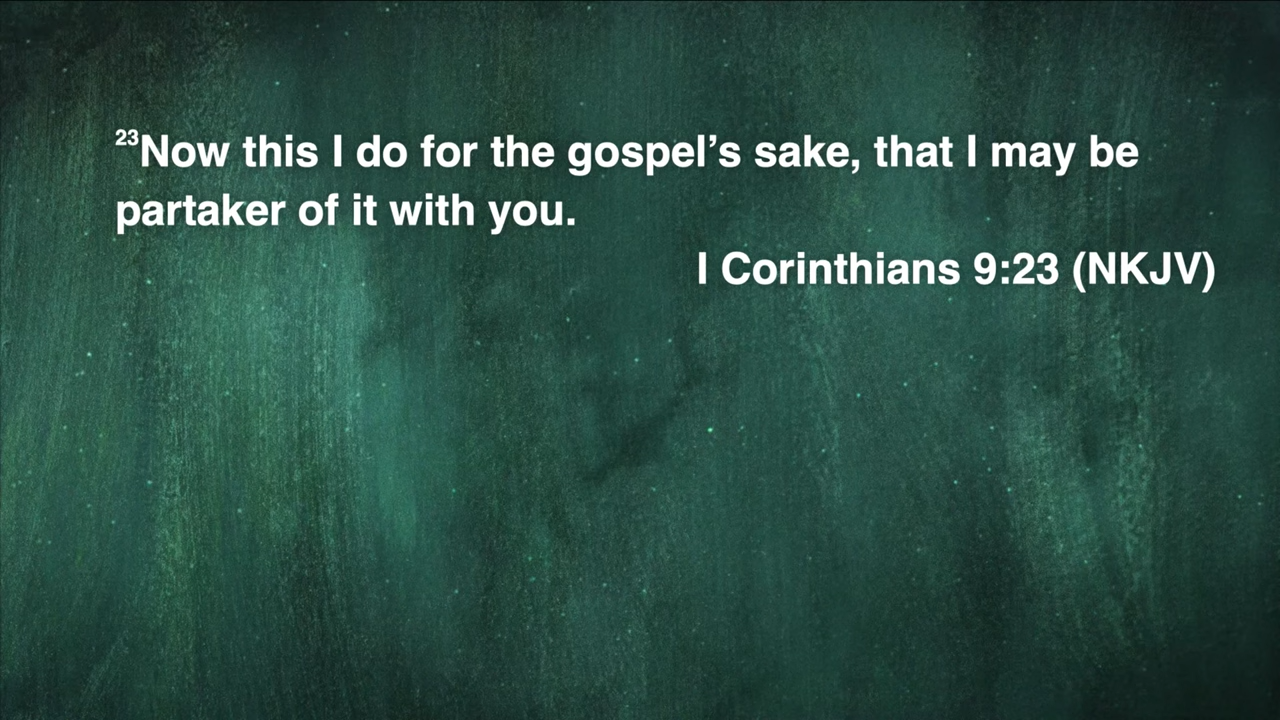 23Now this I do for the gospel’s sake, that I may be
partaker of it with you.
I Corinthians 9:23 (NKJV)